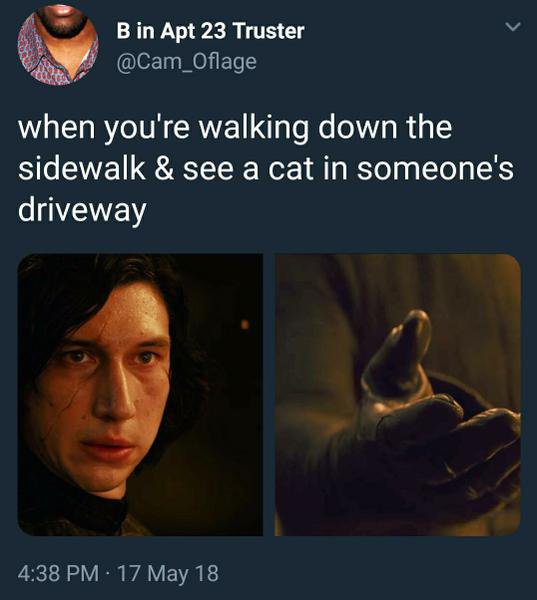 B in Apt 23 Truster
@Cam_Oflage
when you're walking down the
sidewalk & see a cat in someone's
driveway
4:38 PM · 17 May 18